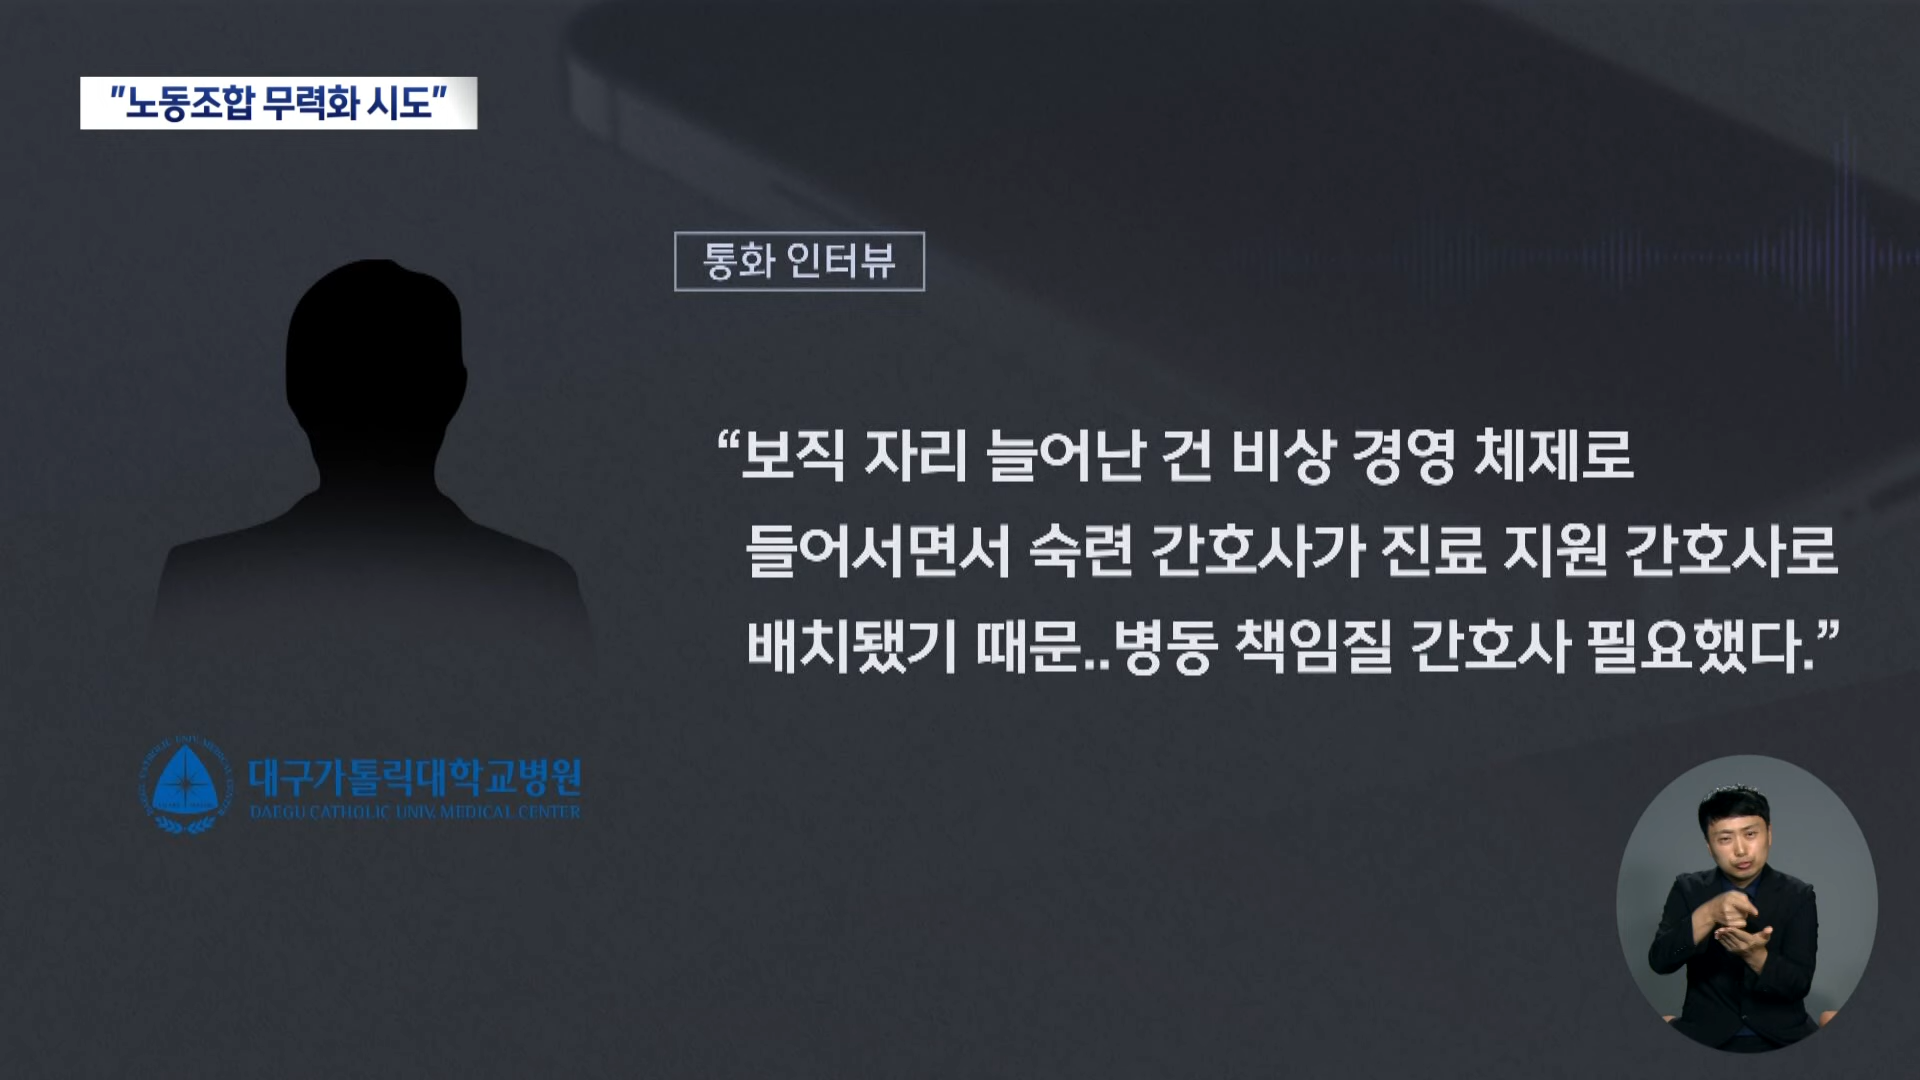 "노동조합 무력화 시도"
통화 인터뷰
“보직 자리 늘어난 건 비상 경영 체제로
들어서면서 숙련 간호사가 진료 지원 간호사로
배치됐기 때문..병동 책임질 간호사 필요했다.”
대구가톨릭대학교병원
DAEGU CATHOLIC UNIV. MEDICAL CENTER